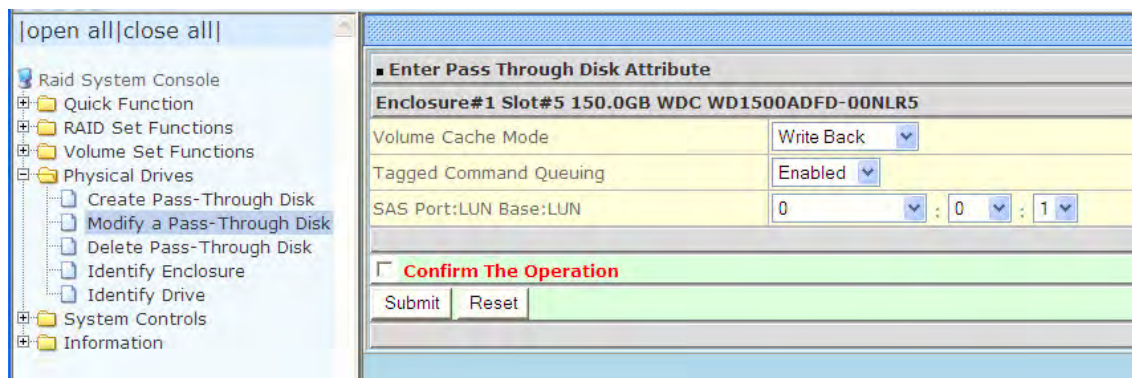 |open all|close all|
Raid System Console
Quick Function
RAID Set Functions
Volume Set Functions
Physical Drives
Create Pass-Through Disk
Modify a Pass-Through Disk
Delete Pass-Through Disk
Identify Enclosure
Identify Drive
System Controls
Information
Enter Pass Through Disk Attribute
Enclosure#1 Slot#5 150.0GB WDC WD1500ADFD-00NLR5
Volume Cache Mode Write Back
Tagged Command Queuing Enabled
SAS Port:LUN Base:LUN 0 : 0 : 1
Confirm The Operation
Submit Reset